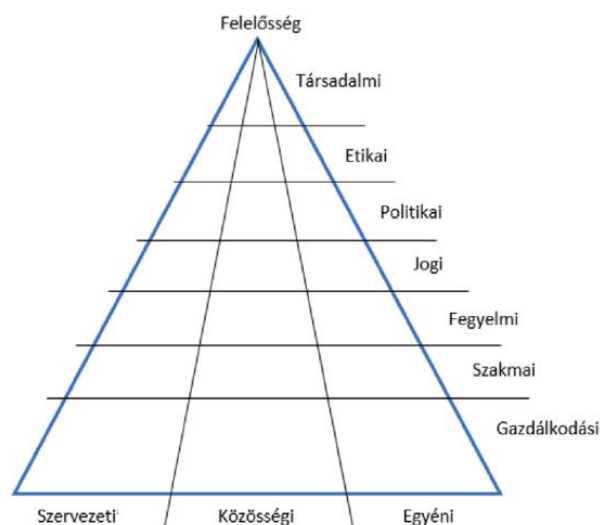 Felelősség
Társadalmi
Etikai
Politikai
Jogi
Fegyelmi
Szakmai
Gazdálkodási
Szervezeti Közösségi Egyéni